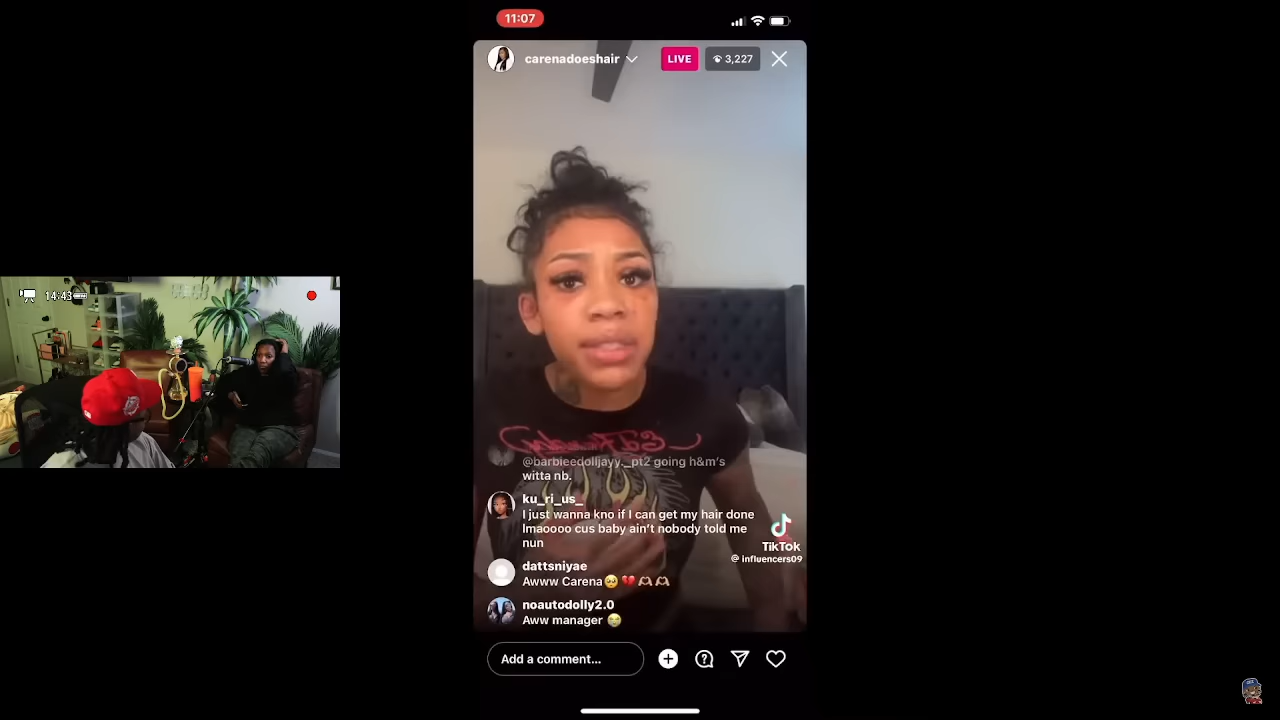 11:07
carenadoeshair
LIVE
3,227
14:43
@barbieedolljayy._pt2 going h&m's
witta nb.
ku_ri_us_
I just wanna kno if I can get my hair done
lmaoooo cus baby ain't nobody told me
nun
dattsniyae
Awww Carena🥺💔🫶🫶
noautodolly2.0
Aww manager 😭
TikTok
@ influencers09
Add a comment...